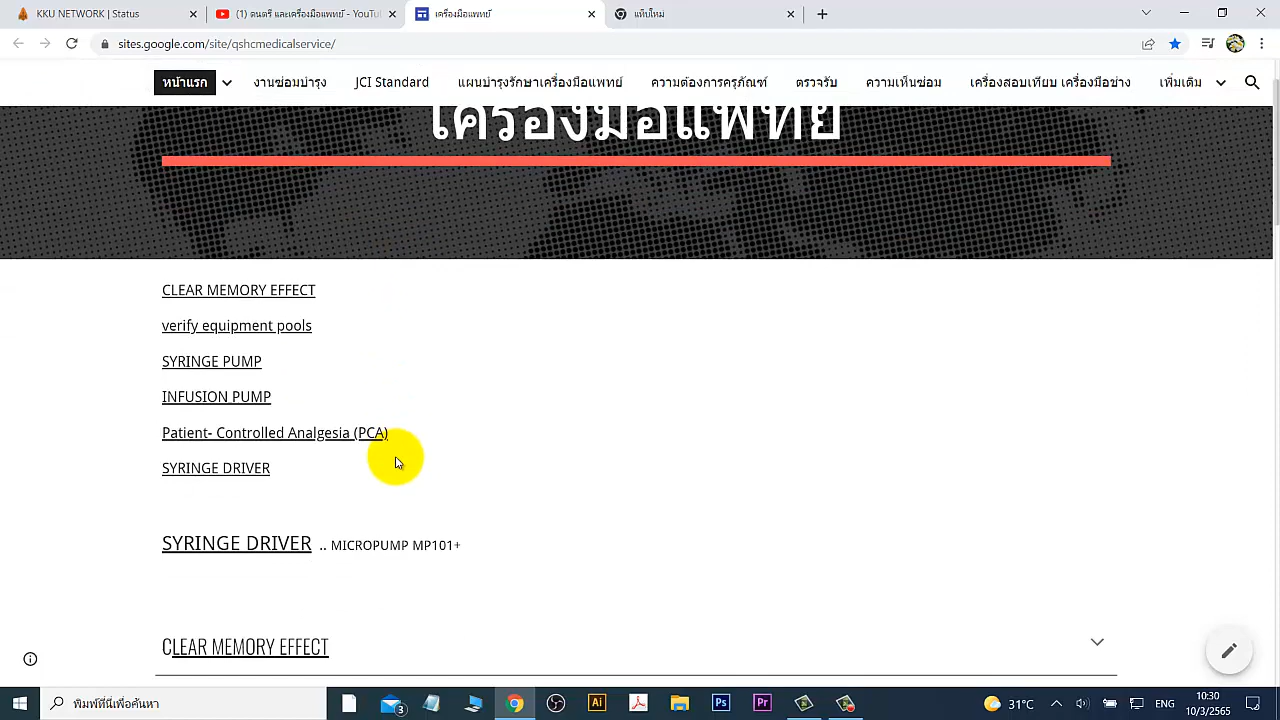 KKU NETWORK | Status
(1) ดนตรี และเครื่องมือแพทย์ - YouTu
เครื่องมือแพทย์
แท็บใหม่
sites.google.com/site/qshcmedicalservice/
หน้าแรก งานซ่อมบำรุง JCI Standard แผนบำรุงรักษาเครื่องมือแพทย์ ความต้องการครุภัณฑ์ ตรวจรับ ความเห็นซ่อม เครื่องสอบเทียบ เครื่องมือช่าง เพิ่มเติม
เครื่องมือแพทย์
CLEAR MEMORY EFFECT
verify equipment pools
SYRINGE PUMP
INFUSION PUMP
Patient- Controlled Analgesia (PCA)
SYRINGE DRIVER
SYRINGE DRIVER .. MICROPUMP MP101+
CLEAR MEMORY EFFECT
พิมพ์ที่นี่เพื่อค้นหา
3
Ai
Ps
Pr
31°C
ENG
10:30
10/3/2565